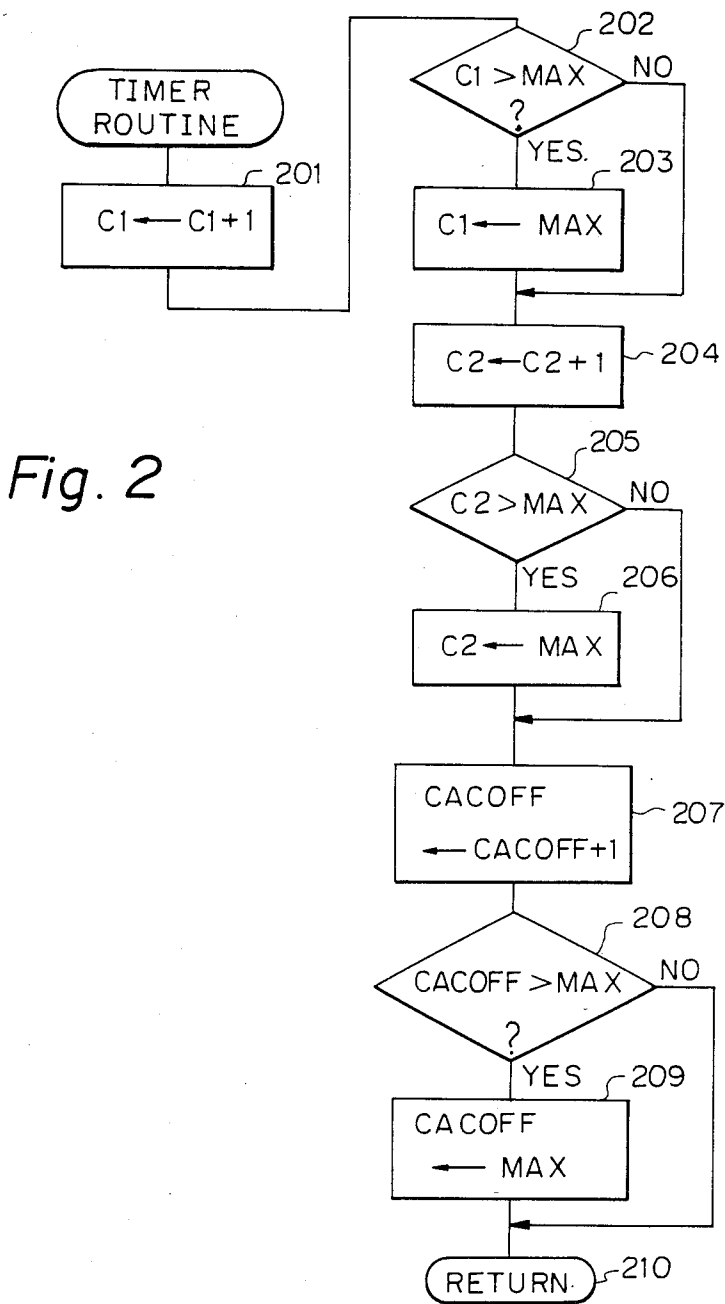 TIMER
ROUTINE
201
C1 ← C1+1
202
C1 > MAX
?
NO
YES.
203
C1 ← MAX
204
C2 ← C2+1
Fig. 2
205
C2 > MAX
NO
YES
206
C2 ← MAX
207
CACOFF
← CACOFF+1
208
CACOFF > MAX
?
NO
YES
209
CACOFF
← MAX
RETURN.
210